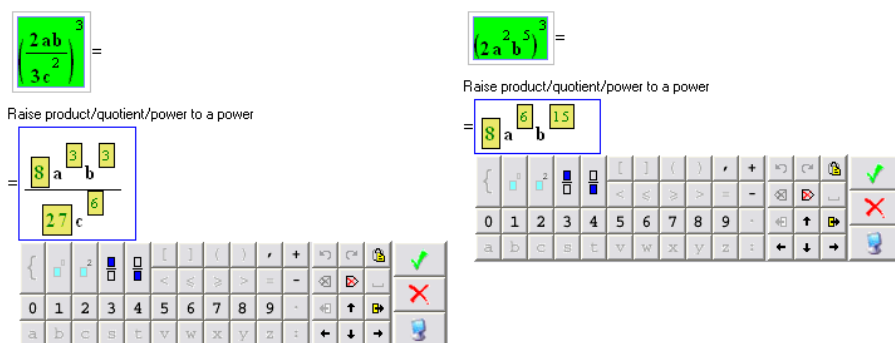 (2ab/3c²)³ =
Raise product/quotient/power to a power
= 8a³b³/27c⁶
{ □ □² [ ] ( ) , +
< ⩽ ⩾ > = -
0 1 2 3 4 5 6 7 8 9 .
a b c s t v w x y z :
(2a²b⁵)³ =
Raise product/quotient/power to a power
= 8a⁶b¹⁵
{ □ □² [ ] ( ) , +
< ⩽ ⩾ > = -
0 1 2 3 4 5 6 7 8 9 .
a b c s t v w x y z :